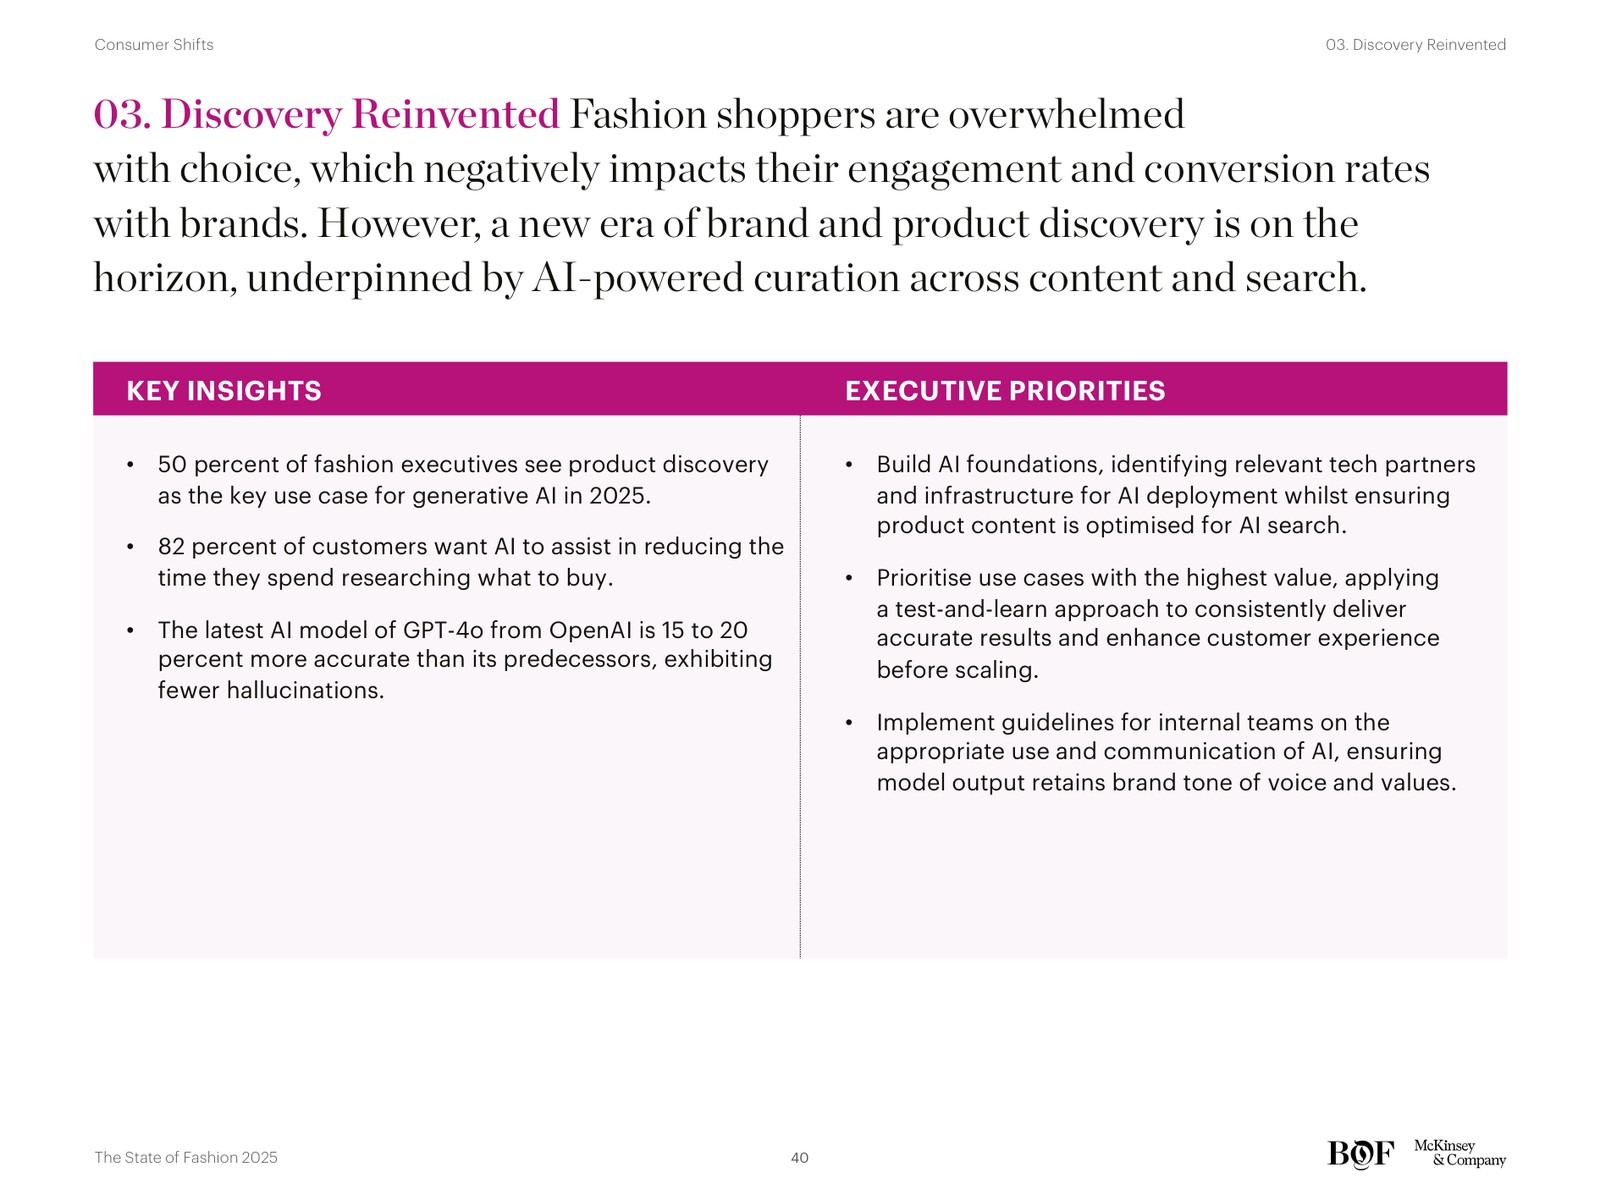 Consumer Shifts
03. Discovery Reinvented
03. Discovery Reinvented Fashion shoppers are overwhelmed
with choice, which negatively impacts their engagement and conversion rates
with brands. However, a new era of brand and product discovery is on the
horizon, underpinned by AI-powered curation across content and search.
KEY INSIGHTS
• 50 percent of fashion executives see product discovery
as the key use case for generative AI in 2025.
• 82 percent of customers want AI to assist in reducing the
time they spend researching what to buy.
• The latest AI model of GPT-4o from OpenAI is 15 to 20
percent more accurate than its predecessors, exhibiting
fewer hallucinations.
EXECUTIVE PRIORITIES
• Build AI foundations, identifying relevant tech partners
and infrastructure for AI deployment whilst ensuring
product content is optimised for AI search.
• Prioritise use cases with the highest value, applying
a test-and-learn approach to consistently deliver
accurate results and enhance customer experience
before scaling.
• Implement guidelines for internal teams on the
appropriate use and communication of AI, ensuring
model output retains brand tone of voice and values.
The State of Fashion 2025
40
BOF
McKinsey
& Company